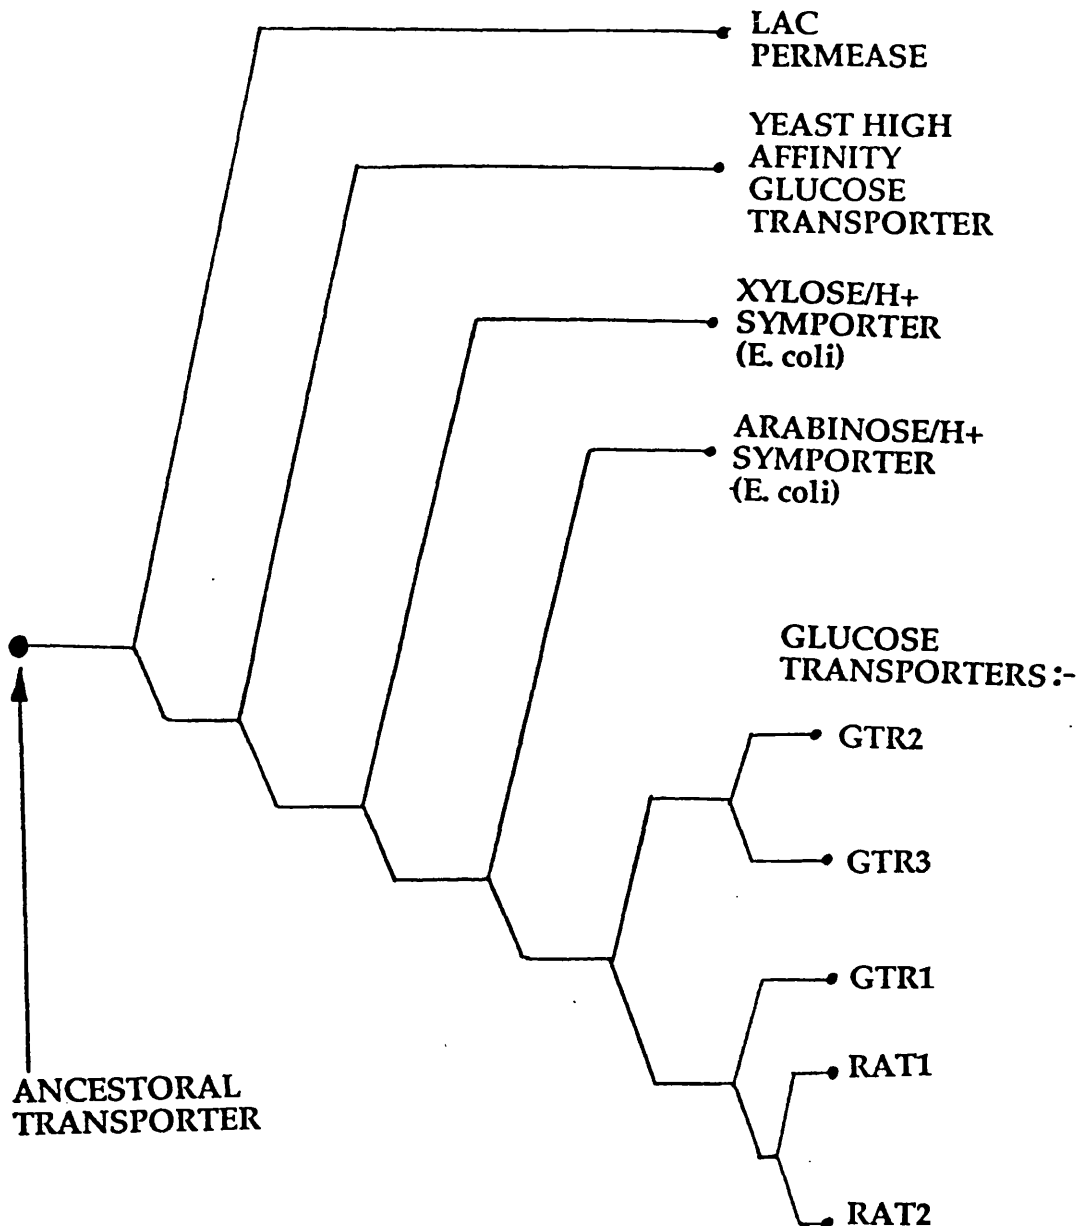 LAC
PERMEASE
YEAST HIGH
AFFINITY
GLUCOSE
TRANSPORTER
XYLOSE/H+
SYMPORTER
(E. coli)
ARABINOSE/H+
SYMPORTER
(E. coli)
GLUCOSE
TRANSPORTERS :-
GTR2
GTR3
GTR1
RAT1
RAT2
ANCESTORAL
TRANSPORTER